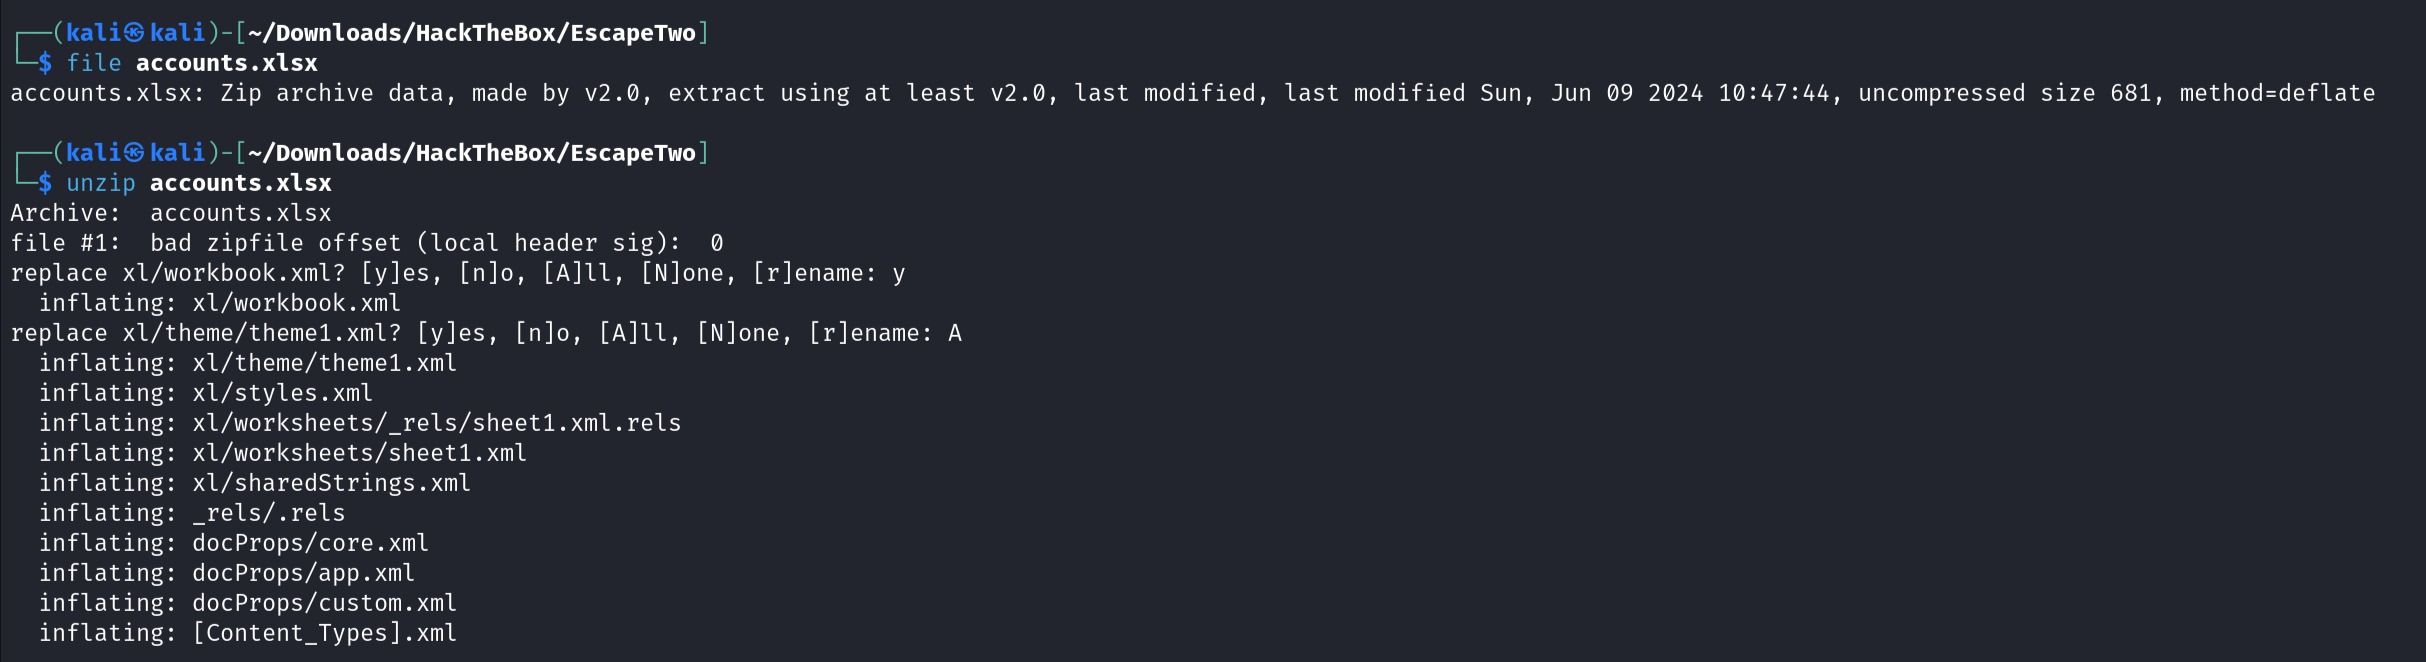 ┌──(kali㉿kali)-[~/Downloads/HackTheBox/EscapeTwo]
└─$ file accounts.xlsx
accounts.xlsx: Zip archive data, made by v2.0, extract using at least v2.0, last modified, last modified Sun, Jun 09 2024 10:47:44, uncompressed size 681, method=deflate
┌──(kali㉿kali)-[~/Downloads/HackTheBox/EscapeTwo]
└─$ unzip accounts.xlsx
Archive:  accounts.xlsx
file #1:  bad zipfile offset (local header sig):  0
replace xl/workbook.xml? [y]es, [n]o, [A]ll, [N]one, [r]ename: y
  inflating: xl/workbook.xml
replace xl/theme/theme1.xml? [y]es, [n]o, [A]ll, [N]one, [r]ename: A
  inflating: xl/theme/theme1.xml
  inflating: xl/styles.xml
  inflating: xl/worksheets/_rels/sheet1.xml.rels
  inflating: xl/worksheets/sheet1.xml
  inflating: xl/sharedStrings.xml
  inflating: _rels/.rels
  inflating: docProps/core.xml
  inflating: docProps/app.xml
  inflating: docProps/custom.xml
  inflating: [Content_Types].xml